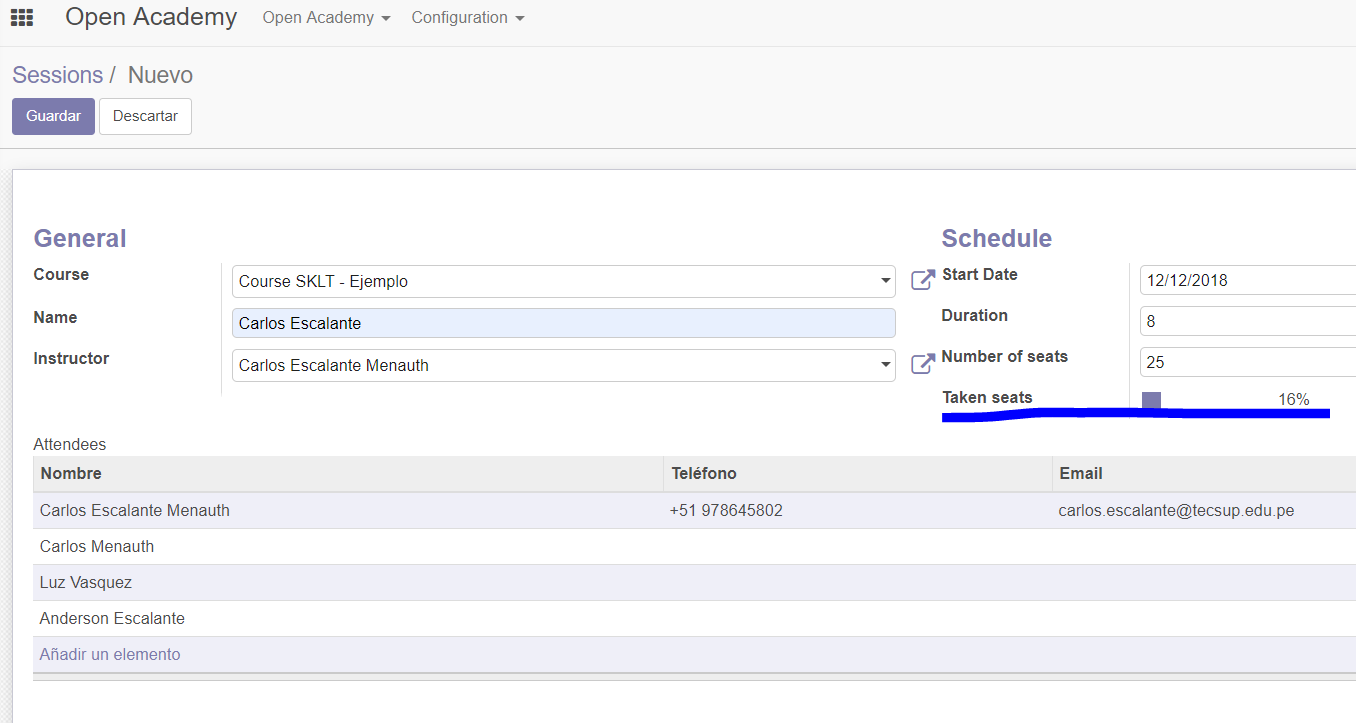 Open Academy Open Academy Configuration
Sessions / Nuevo
Guardar Descartar
General
Course Course SKLT - Ejemplo
Name Carlos Escalante
Instructor Carlos Escalante Menauth
Schedule
Start Date 12/12/2018
Duration 8
Number of seats 25
Taken seats 16%
Attendees
Nombre Teléfono Email
Carlos Escalante Menauth +51 978645802 carlos.escalante@tecsup.edu.pe
Carlos Menauth
Luz Vasquez
Anderson Escalante
Añadir un elemento